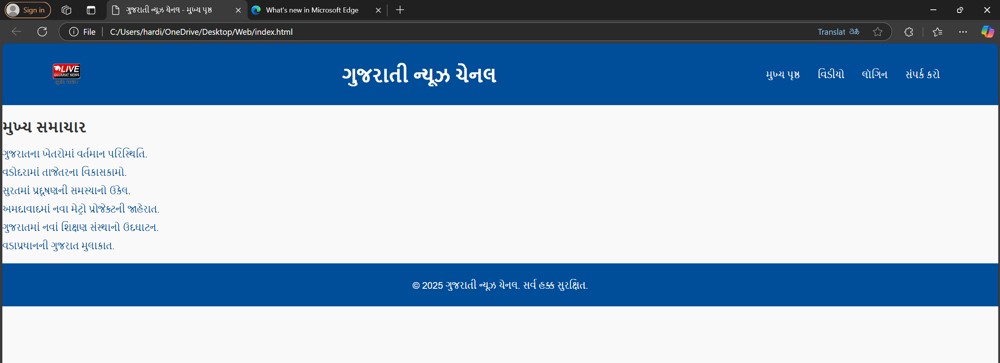 Sign in
ગુજરાતી ન્યૂઝ ચેનલ - મુખ્ય પૃષ્ઠ
What's new in Microsoft Edge
File
C:/Users/hardi/OneDrive/Desktop/Web/index.html
Translat
LIVE
GUJARAT NEWS
બુલંદ અવાજ
ગુજરાતી ન્યૂઝ ચેનલ
મુખ્ય પૃષ્ઠ વિડીયો લૉગિન સંપર્ક કરો
મુખ્ય સમાચાર
ગુજરાતના ખેતરોમાં વર્તમાન પરિસ્થિતિ.
વડોદરામાં તાજેતરના વિકાસકામો.
સુરતમાં પ્રદૂષણની સમસ્યાનો ઉકેલ.
અમદાવાદમાં નવા મેટ્રો પ્રોજેક્ટની જાહેરાત.
ગુજરાતમાં નવાં શિક્ષણ સંસ્થાનો ઉદઘાટન.
વડાપ્રધાનની ગુજરાત મુલાકાત.
© 2025 ગુજરાતી ન્યૂઝ ચેનલ. સર્વ હક્ક સુરક્ષિત.